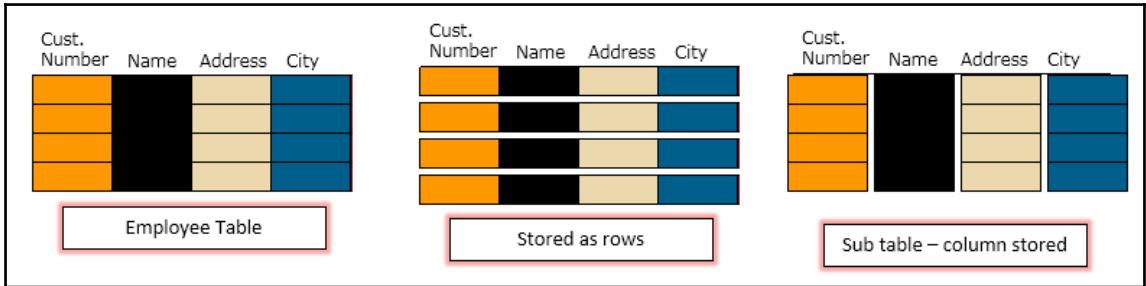 Cust.
Number Name Address City
Employee Table
Cust.
Number Name Address City
Stored as rows
Cust.
Number Name Address City
Sub table – column stored